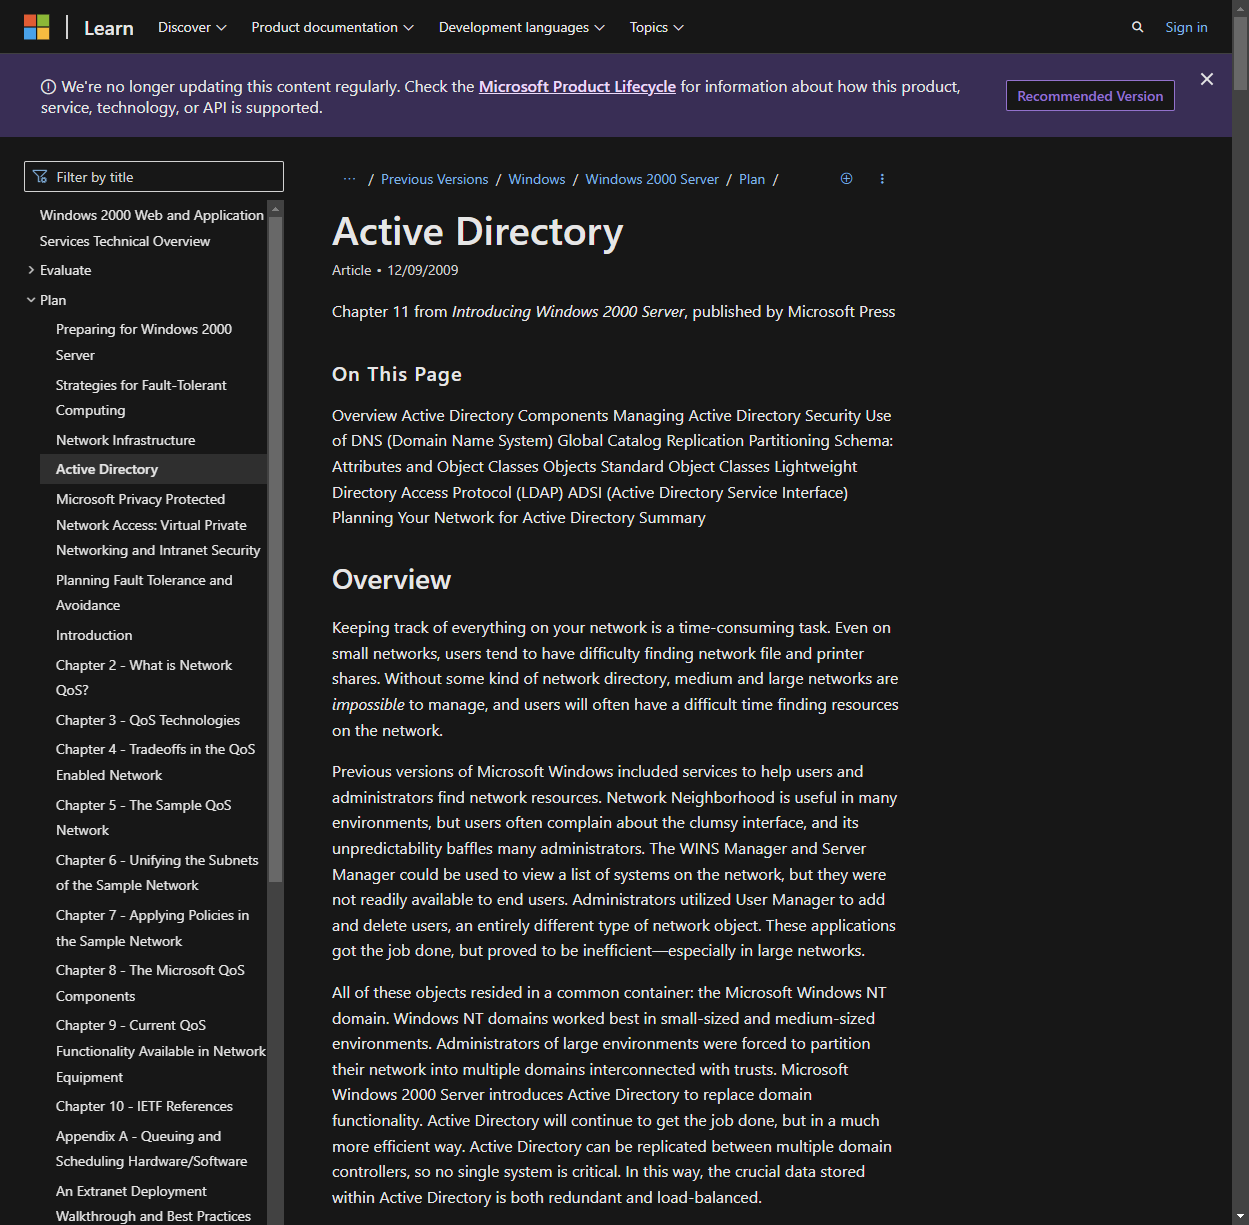 Learn Discover Product documentation Development languages Topics Sign in
We're no longer updating this content regularly. Check the Microsoft Product Lifecycle for information about how this product,
service, technology, or API is supported.
Recommended Version
Filter by title
Windows 2000 Web and Application
Services Technical Overview
Evaluate
Plan
Preparing for Windows 2000
Server
Strategies for Fault-Tolerant
Computing
Network Infrastructure
Active Directory
Microsoft Privacy Protected
Network Access: Virtual Private
Networking and Intranet Security
Planning Fault Tolerance and
Avoidance
Introduction
Chapter 2 - What is Network
QoS?
Chapter 3 - QoS Technologies
Chapter 4 - Tradeoffs in the QoS
Enabled Network
Chapter 5 - The Sample QoS
Network
Chapter 6 - Unifying the Subnets
of the Sample Network
Chapter 7 - Applying Policies in
the Sample Network
Chapter 8 - The Microsoft QoS
Components
Chapter 9 - Current QoS
Functionality Available in Network
Equipment
Chapter 10 - IETF References
Appendix A - Queuing and
Scheduling Hardware/Software
An Extranet Deployment
Walkthrough and Best Practices
... / Previous Versions / Windows / Windows 2000 Server / Plan /
Active Directory
Article • 12/09/2009
Chapter 11 from Introducing Windows 2000 Server, published by Microsoft Press
On This Page
Overview Active Directory Components Managing Active Directory Security Use
of DNS (Domain Name System) Global Catalog Replication Partitioning Schema:
Attributes and Object Classes Objects Standard Object Classes Lightweight
Directory Access Protocol (LDAP) ADSI (Active Directory Service Interface)
Planning Your Network for Active Directory Summary
Overview
Keeping track of everything on your network is a time-consuming task. Even on
small networks, users tend to have difficulty finding network file and printer
shares. Without some kind of network directory, medium and large networks are
impossible to manage, and users will often have a difficult time finding resources
on the network.
Previous versions of Microsoft Windows included services to help users and
administrators find network resources. Network Neighborhood is useful in many
environments, but users often complain about the clumsy interface, and its
unpredictability baffles many administrators. The WINS Manager and Server
Manager could be used to view a list of systems on the network, but they were
not readily available to end users. Administrators utilized User Manager to add
and delete users, an entirely different type of network object. These applications
got the job done, but proved to be inefficient—especially in large networks.
All of these objects resided in a common container: the Microsoft Windows NT
domain. Windows NT domains worked best in small-sized and medium-sized
environments. Administrators of large environments were forced to partition
their network into multiple domains interconnected with trusts. Microsoft
Windows 2000 Server introduces Active Directory to replace domain
functionality. Active Directory will continue to get the job done, but in a much
more efficient way. Active Directory can be replicated between multiple domain
controllers, so no single system is critical. In this way, the crucial data stored
within Active Directory is both redundant and load-balanced.